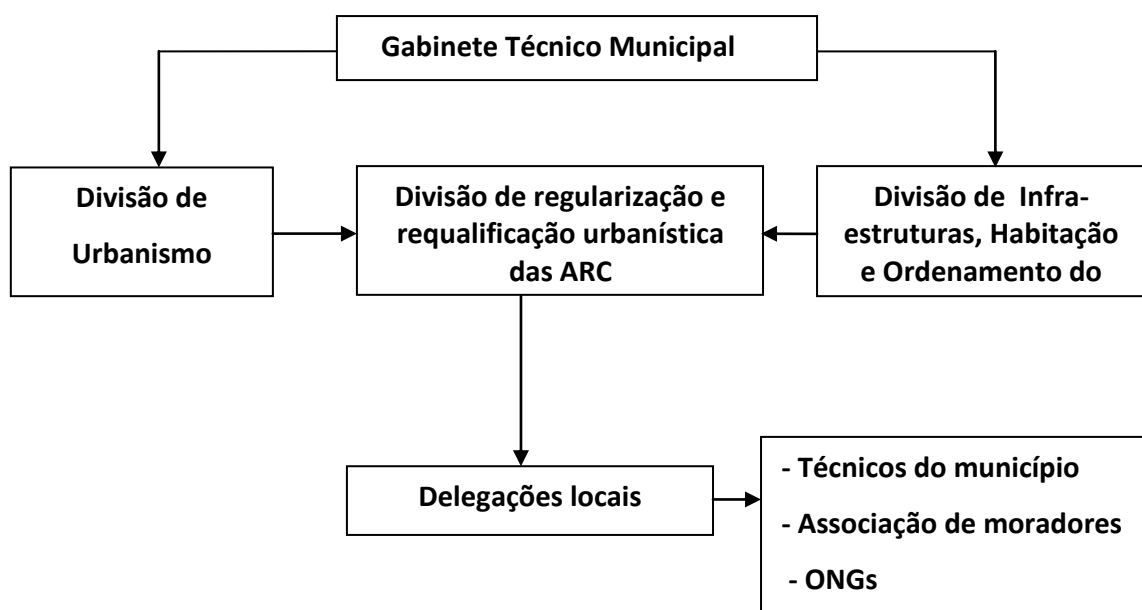 Gabinete Técnico Municipal
Divisão de
Urbanismo
Divisão de regularização e
requalificação urbanística
das ARC
Divisão de Infra-
estruturas, Habitação
e Ordenamento do
Delegações locais
- Técnicos do município
- Associação de moradores
- ONGs